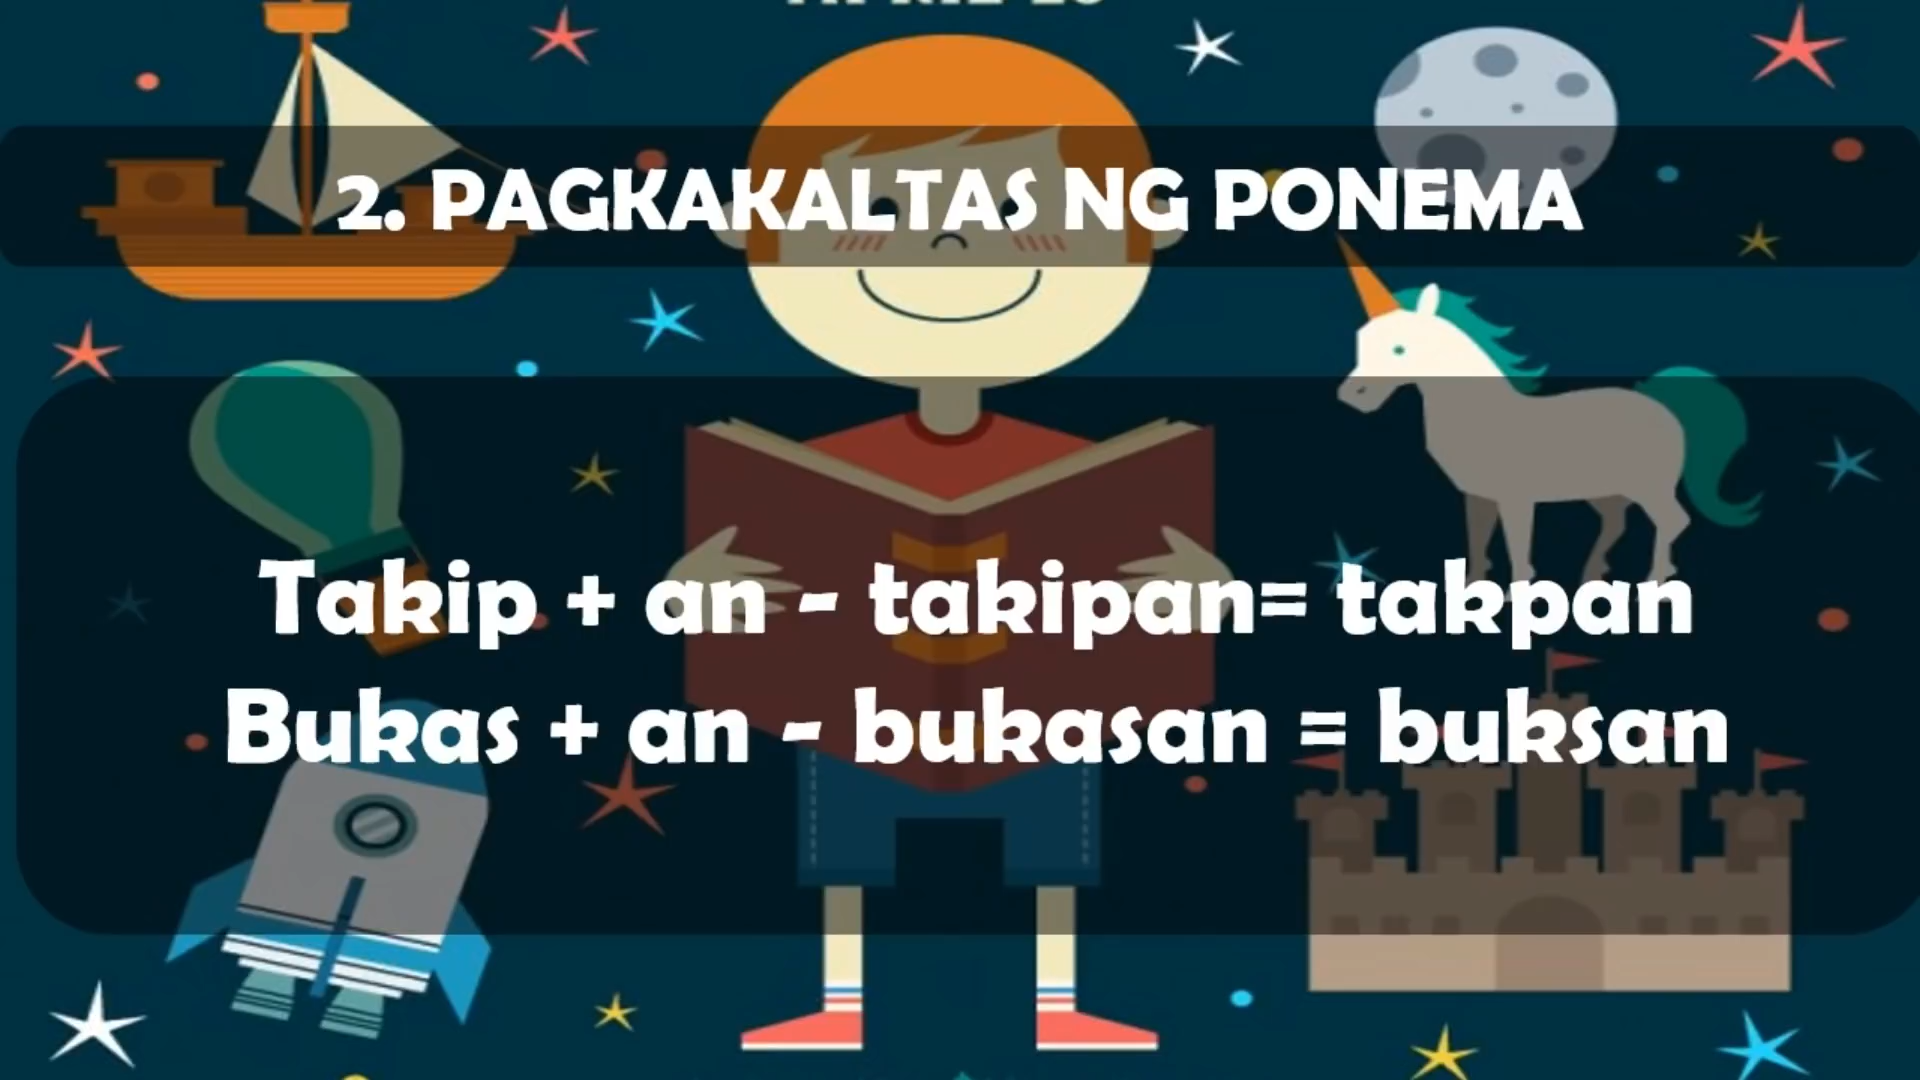 2. PAGKAKALTAS NG PONEMA
Takip + an - takipan= takpan
Bukas + an - bukasan = buksan